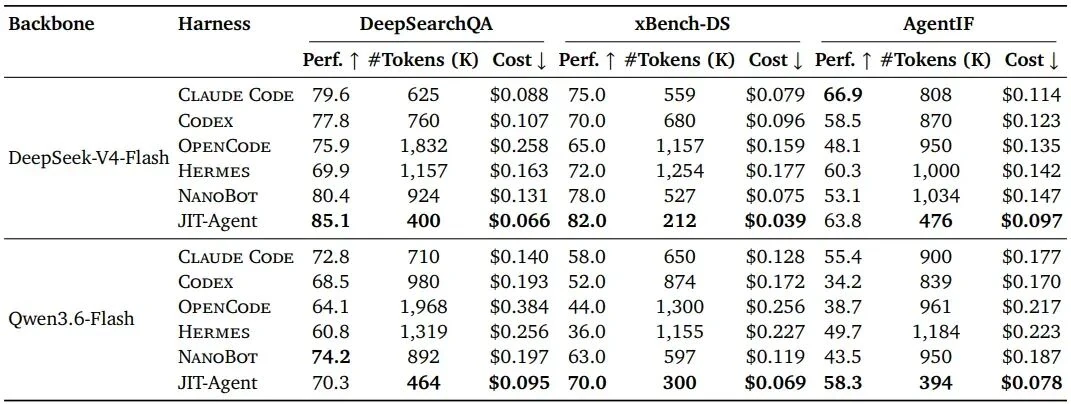 Backbone Harness DeepSearchQA xBench-DS AgentIF
Perf. ↑ #Tokens (K) Cost ↓ Perf. ↑ #Tokens (K) Cost ↓ Perf. ↑ #Tokens (K) Cost ↓
CLAUDE CODE 79.6 625 $0.088 75.0 559 $0.079 66.9 808 $0.114
CODEX 77.8 760 $0.107 70.0 680 $0.096 58.5 870 $0.123
OPENCODE 75.9 1,832 $0.258 65.0 1,157 $0.159 48.1 950 $0.135
DeepSeek-V4-Flash
HERMES 69.9 1,157 $0.163 72.0 1,254 $0.177 60.3 1,000 $0.142
NANOBOT 80.4 924 $0.131 78.0 527 $0.075 53.1 1,034 $0.147
JIT-Agent 85.1 400 $0.066 82.0 212 $0.039 63.8 476 $0.097
CLAUDE CODE 72.8 710 $0.140 58.0 650 $0.128 55.4 900 $0.177
CODEX 68.5 980 $0.193 52.0 874 $0.172 34.2 839 $0.170
OPENCODE 64.1 1,968 $0.384 44.0 1,300 $0.256 38.7 961 $0.217
Qwen3.6-Flash
HERMES 60.8 1,319 $0.256 36.0 1,155 $0.227 49.7 1,184 $0.223
NANOBOT 74.2 892 $0.197 63.0 597 $0.119 43.5 950 $0.187
JIT-Agent 70.3 464 $0.095 70.0 300 $0.069 58.3 394 $0.078